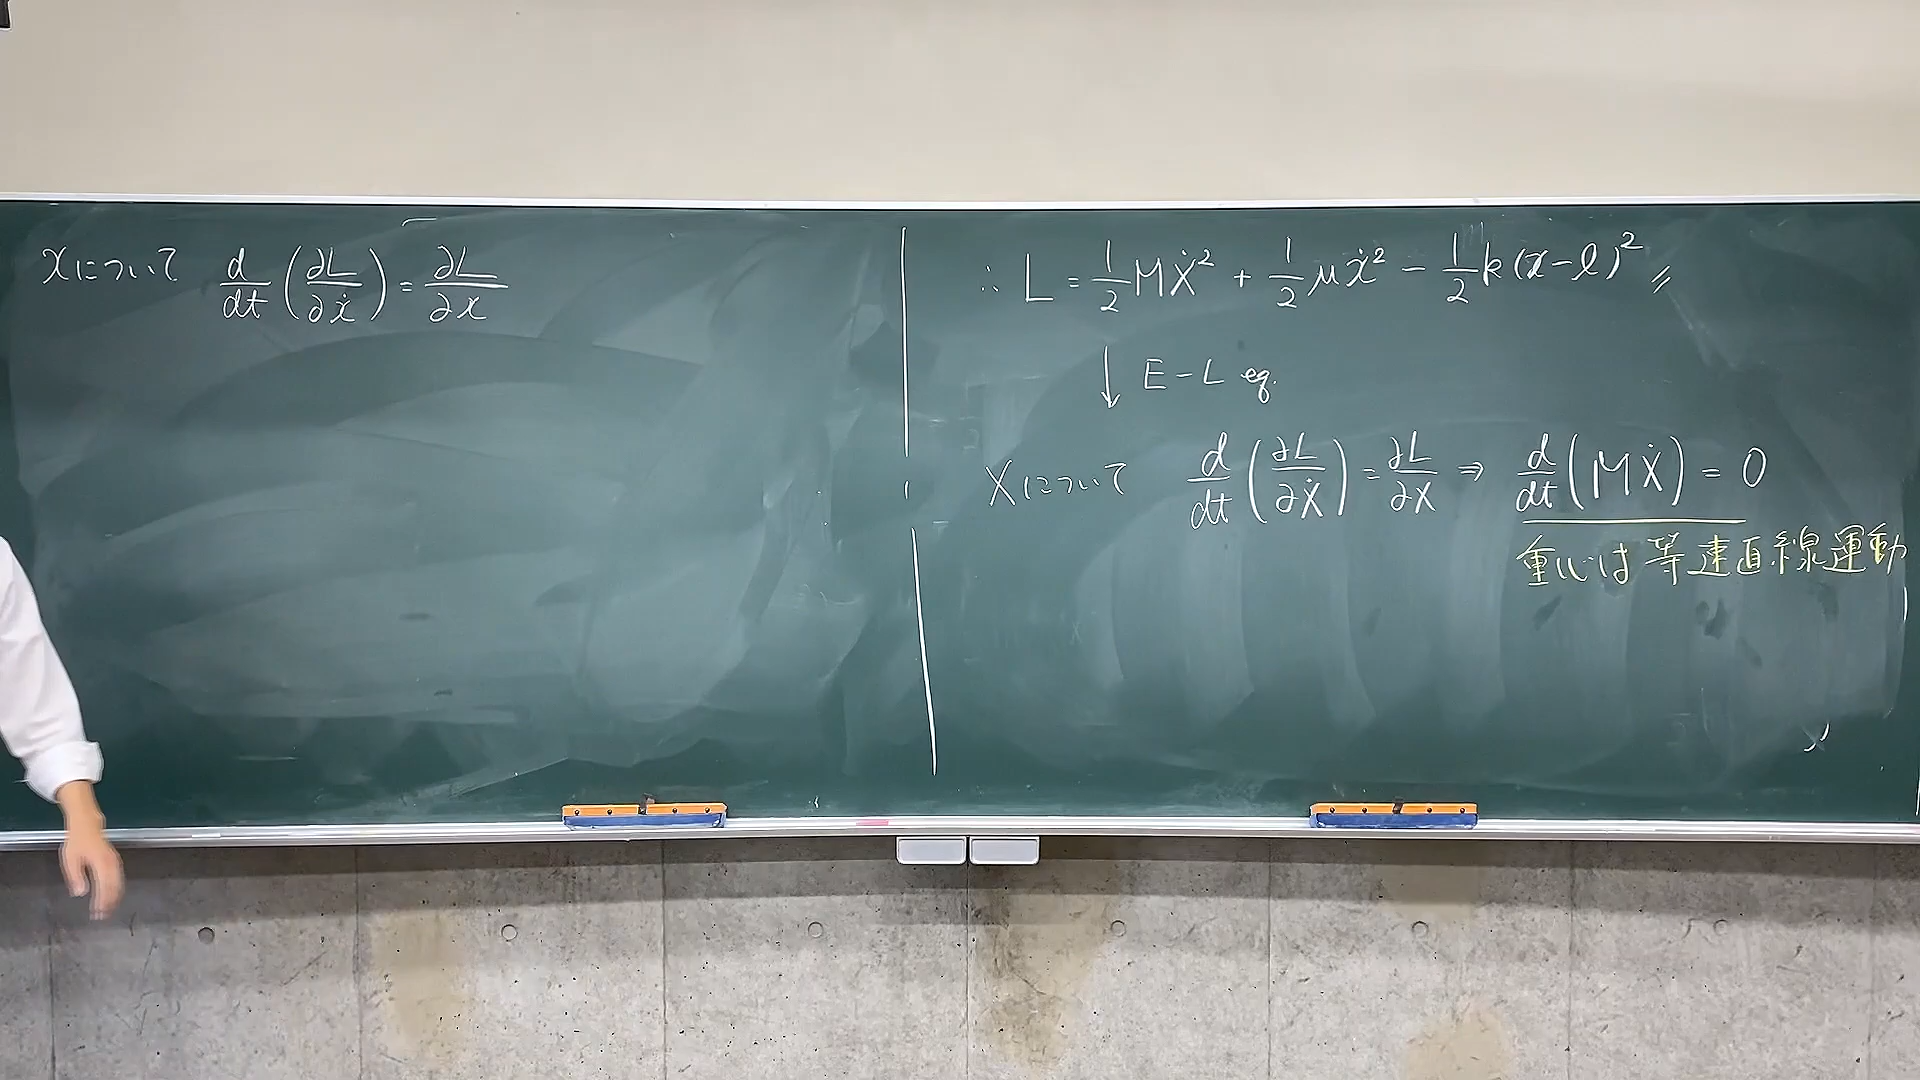 xについて d/dt (∂L/∂ẋ) = ∂L/∂x
∴ L = 1/2 MẊ² + 1/2 μẋ² − 1/2 k(x−ℓ)²
↓ E−L eq.
Xについて d/dt (∂L/∂Ẋ) = ∂L/∂X ⇒ d/dt (MẊ) = 0
重心は等速直線運動